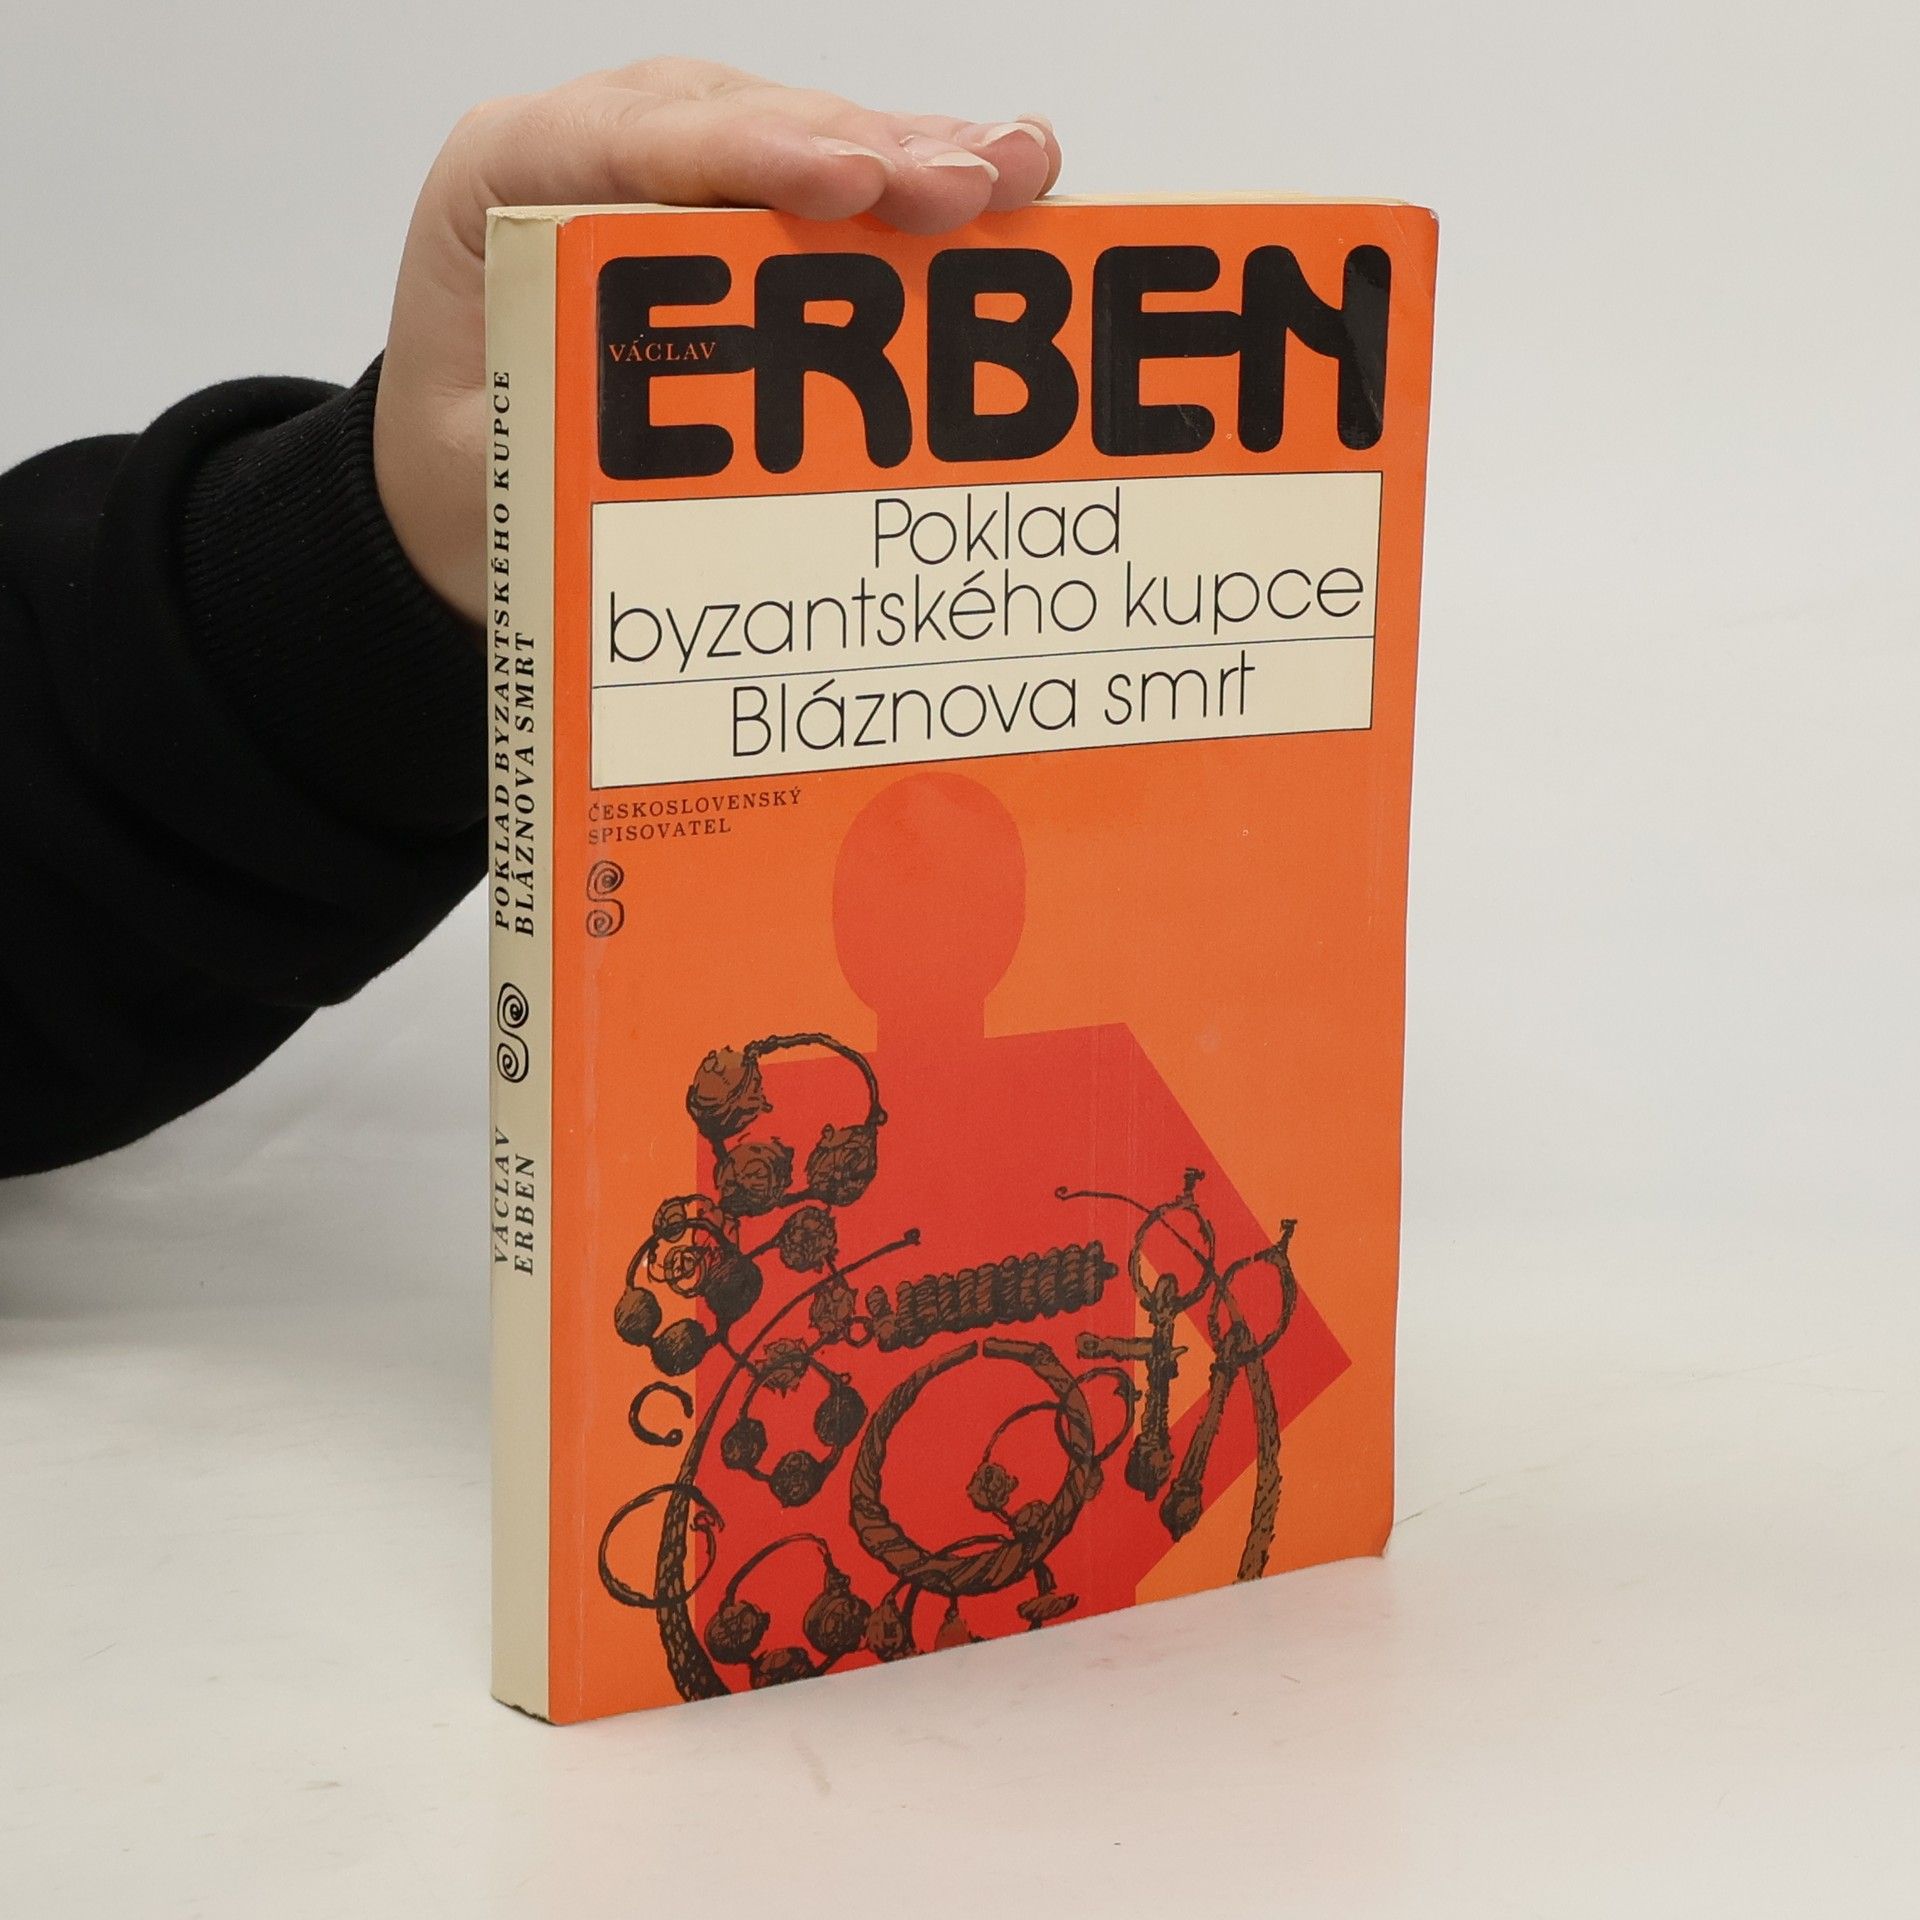 VÁCLAV
ERBEN
Poklad
byzantského kupce
Bláznova smrt
ČESKOSLOVENSKÝ
SPISOVATEL
VÁCLAV
ERBEN
POKLAD BYZANTSKÉHO KUPCE
BLÁZNOVA SMRT